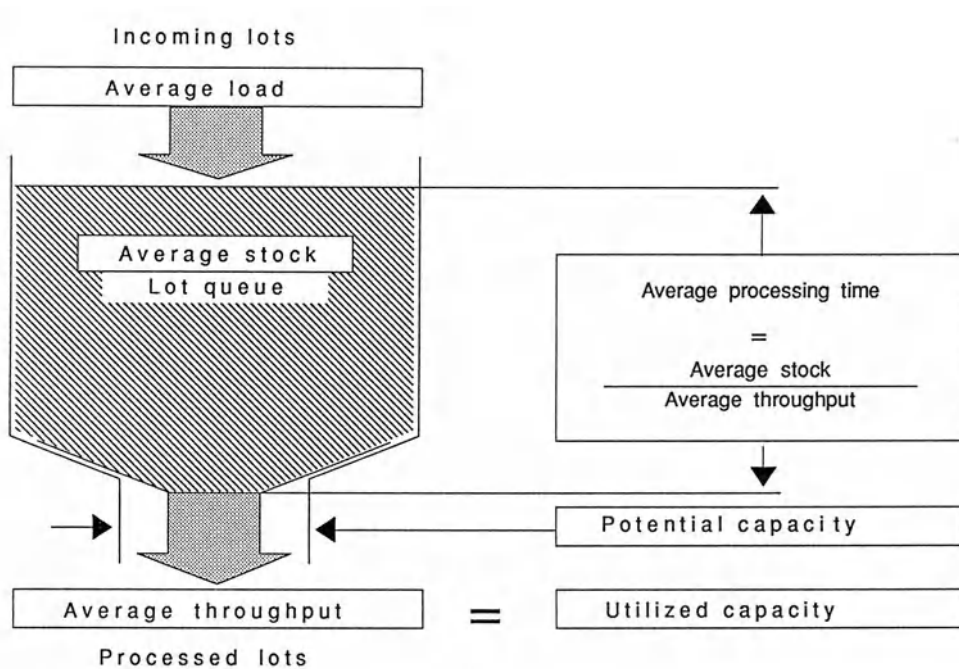 Incoming lots
Average load
Average stock
Lot queue
Average processing time
=
Average stock
Average throughput
Potential capacity
Average throughput = Utilized capacity
Processed lots